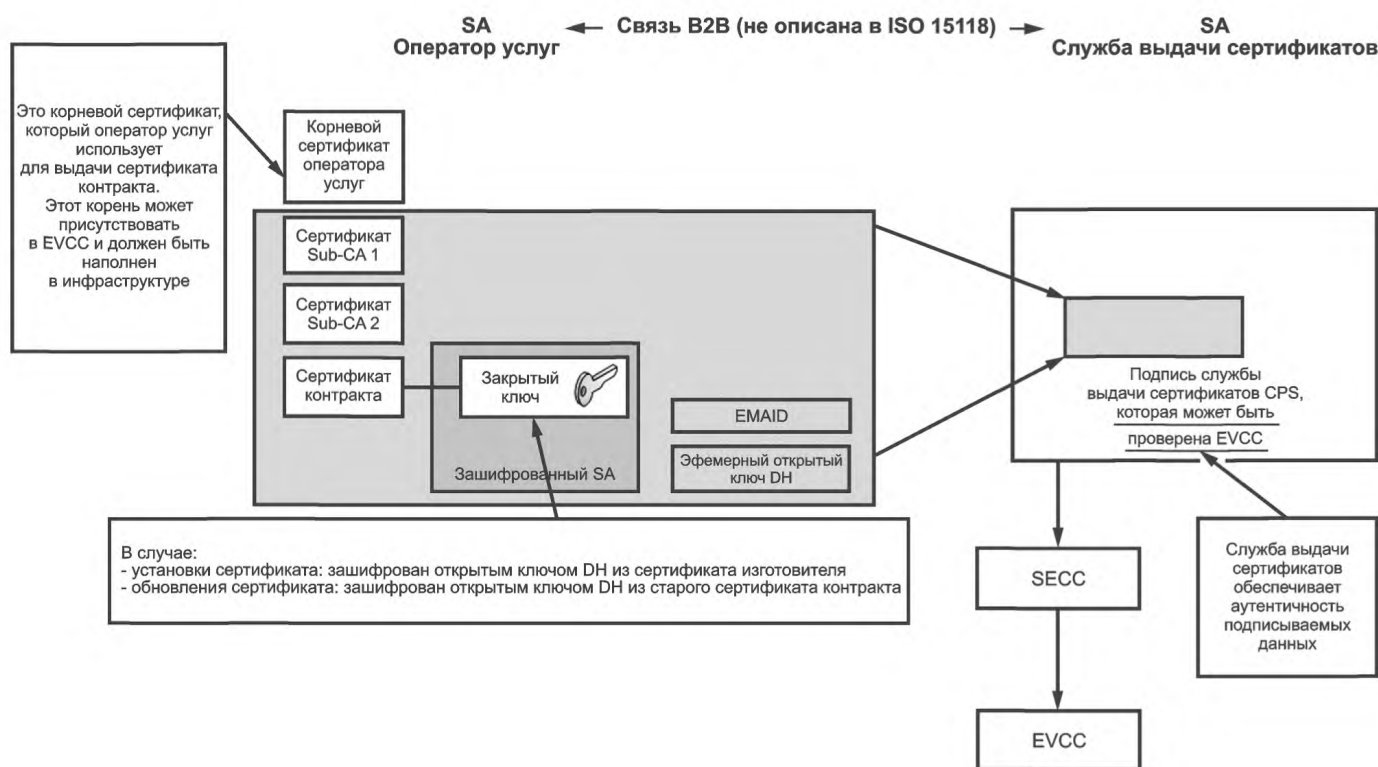 SA
Оператор услуг
Связь B2B (не описана в ISO 15118)
SA
Служба выдачи сертификатов
Это корневой сертификат,
который оператор услуг
использует
для выдачи сертификата
контракта.
Этот корень может
присутствовать
в EVCC и должен быть
наполнен
в инфраструктуре
Корневой
сертификат
оператора
услуг
Сертификат
Sub-CA 1
Сертификат
Sub-CA 2
Сертификат
контракта
Закрытый
ключ
Зашифрованный SA
EMAID
Эфемерный открытый
ключ DH
Подпись службы
выдачи сертификатов CPS,
которая может быть
проверена EVCC
В случае:
- установки сертификата: зашифрован открытым ключом DH из сертификата изготовителя
- обновления сертификата: зашифрован открытым ключом DH из старого сертификата контракта
SECC
Служба выдачи
сертификатов
обеспечивает
аутентичность
подписываемых
данных
EVCC